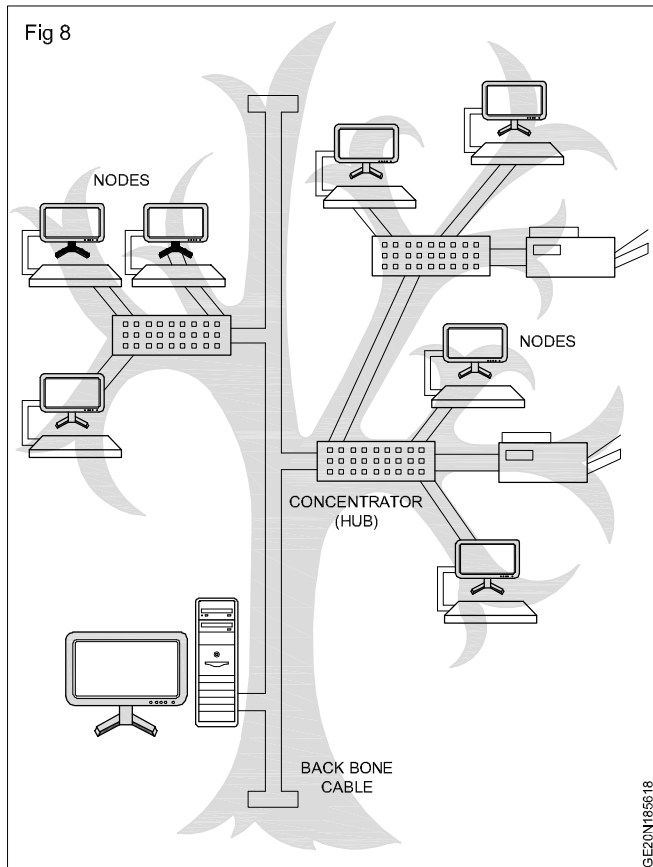 Fig 8
NODES
NODES
CONCENTRATOR
(HUB)
BACK BONE
CABLE
GE20N185618